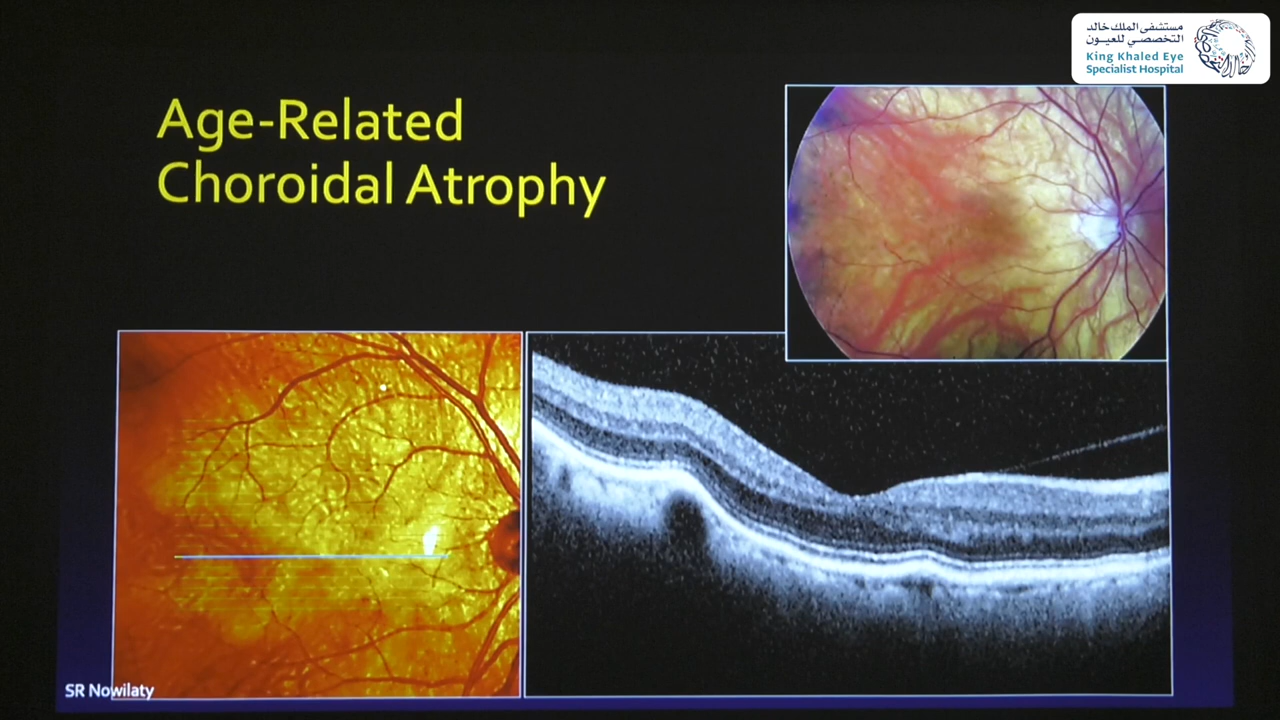 مستشفى الملك خالد
التخصصي للعيون
King Khaled Eye
Specialist Hospital
Age-Related
Choroidal Atrophy
SR Nowilaty